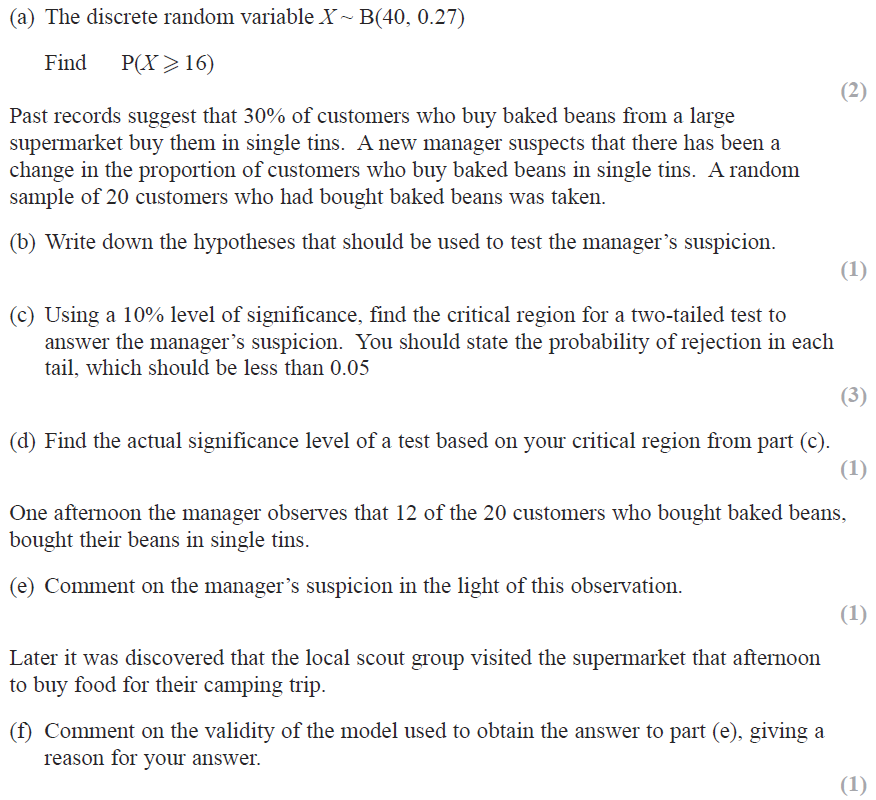 (a) The discrete random variable X ~ B(40, 0.27)
Find P(X ⩾ 16)
(2)
Past records suggest that 30% of customers who buy baked beans from a large
supermarket buy them in single tins. A new manager suspects that there has been a
change in the proportion of customers who buy baked beans in single tins. A random
sample of 20 customers who had bought baked beans was taken.
(b) Write down the hypotheses that should be used to test the manager's suspicion.
(1)
(c) Using a 10% level of significance, find the critical region for a two-tailed test to
answer the manager's suspicion. You should state the probability of rejection in each
tail, which should be less than 0.05
(3)
(d) Find the actual significance level of a test based on your critical region from part (c).
(1)
One afternoon the manager observes that 12 of the 20 customers who bought baked beans,
bought their beans in single tins.
(e) Comment on the manager's suspicion in the light of this observation.
(1)
Later it was discovered that the local scout group visited the supermarket that afternoon
to buy food for their camping trip.
(f) Comment on the validity of the model used to obtain the answer to part (e), giving a
reason for your answer.
(1)